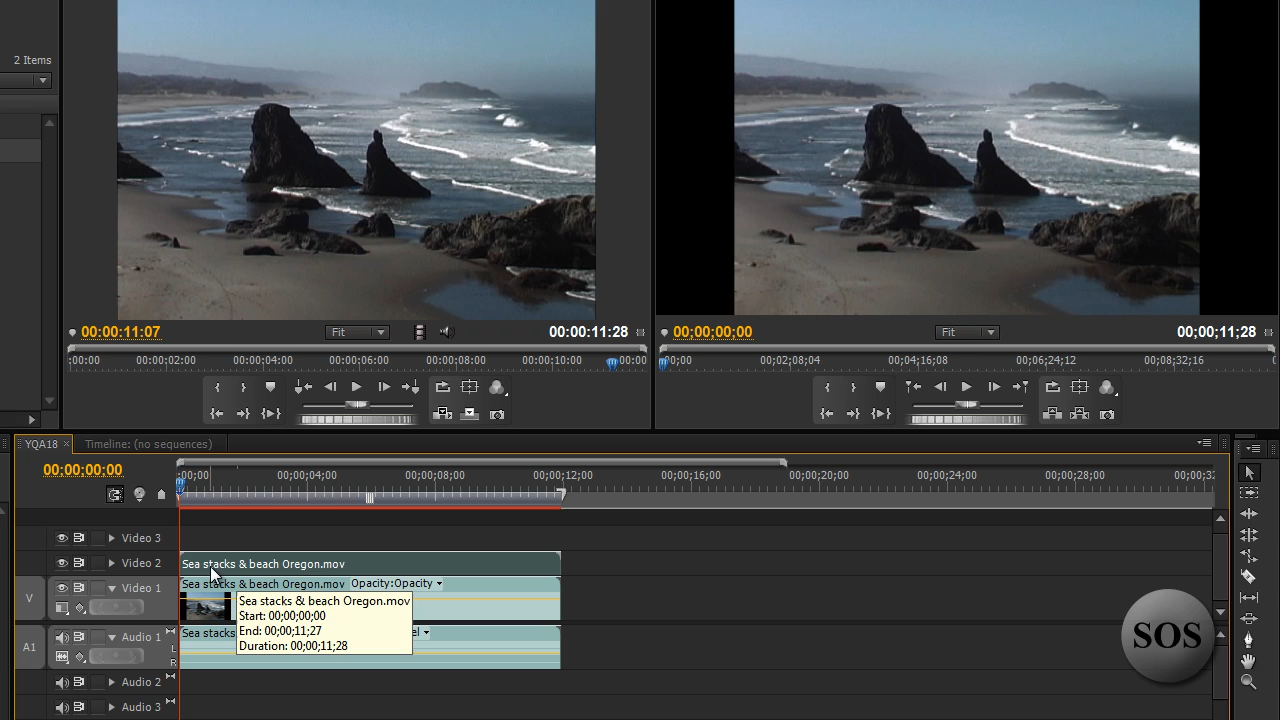 2 Items
00:00:11:07
Fit
00:00:11:28
;00:00 00:00:02:00 00:00:04:00 00:00:06:00 00:00:08:00 00:00:10:00 00:00
00;00;00;00
Fit
00;00;11;28
00;00 00;02;08;04 00;04;16;08 00;06;24;12 00;08;32;16
YQA18 × Timeline: (no sequences)
00;00;00;00
;00;00 00;00;04;00 00;00;08;00 00;00;12;00 00;00;16;00 00;00;20;00 00;00;24;00 00;00;28;00 00;00;32
Video 3
Video 2
Sea stacks & beach Oregon.mov
V
Video 1
Sea stacks & beach Oregon.mov Opacity:Opacity
Sea stacks & beach Oregon.mov
Start: 00;00;00;00
End: 00;00;11;27
Duration: 00;00;11;28
A1
Audio 1
L
R
Sea stacks
el
Audio 2
Audio 3
SOS